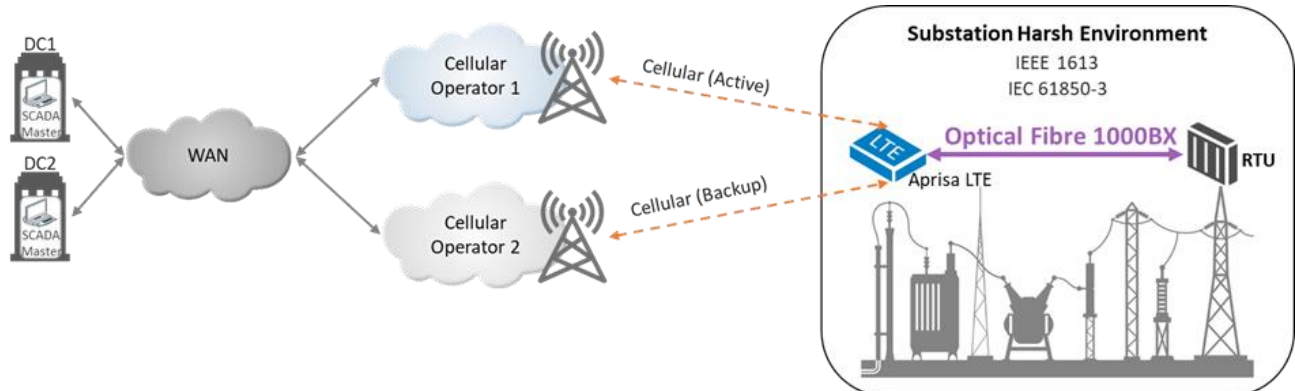 DC1
SCADA
Master
DC2
SCADA
Master
WAN
Cellular
Operator 1
Cellular
Operator 2
Cellular (Active)
Cellular (Backup)
Substation Harsh Environment
IEEE 1613
IEC 61850-3
LTE
Optical Fibre 1000BX
RTU
Aprisa LTE